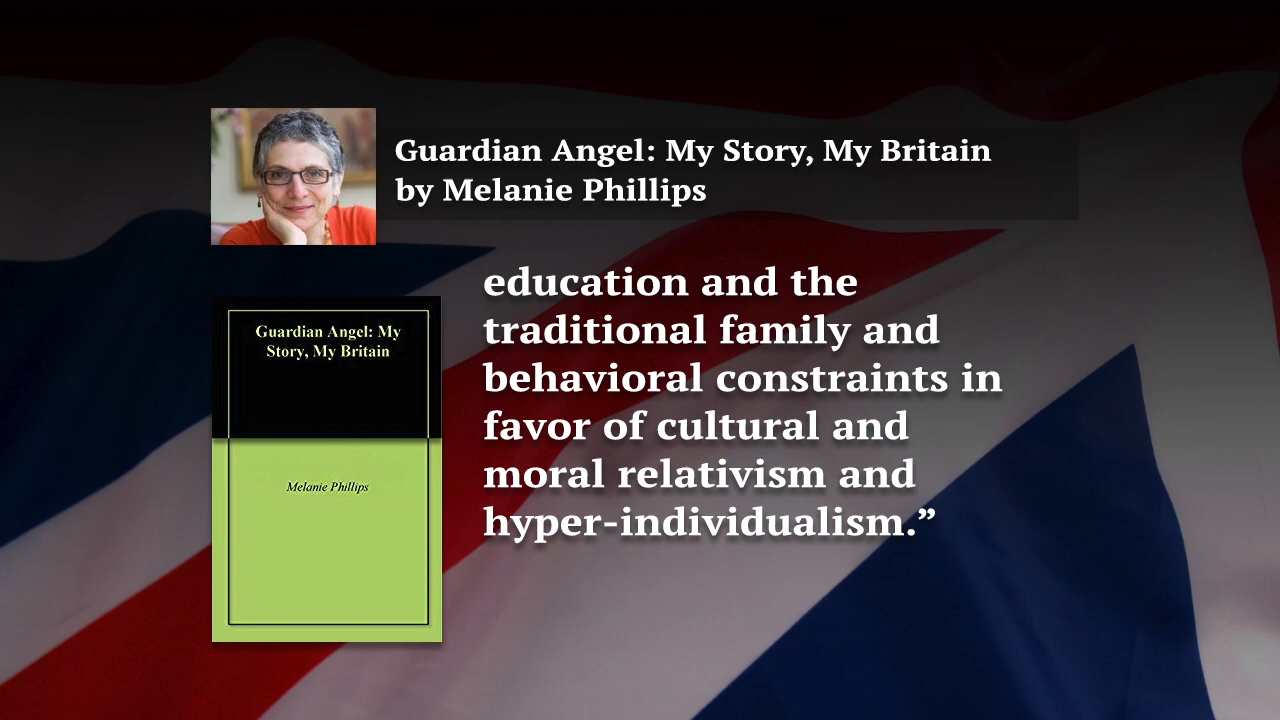 Guardian Angel: My Story, My Britain
by Melanie Phillips
Guardian Angel: My
Story, My Britain
Melanie Phillips
education and the
traditional family and
behavioral constraints in
favor of cultural and
moral relativism and
hyper-individualism.”